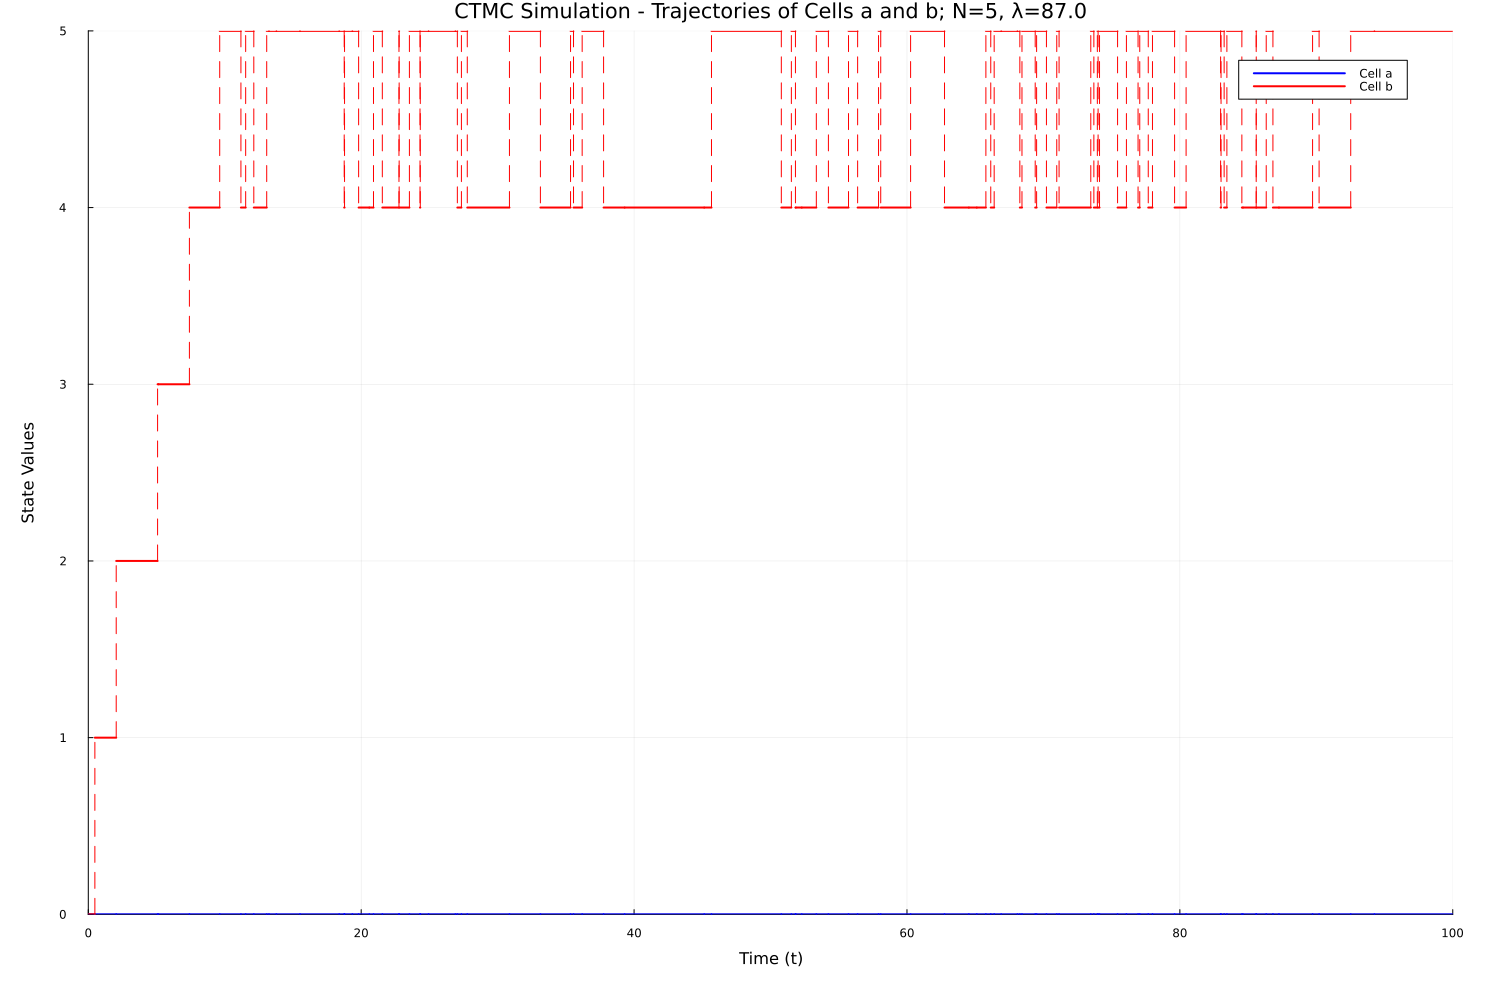 CTMC Simulation - Trajectories of Cells a and b; N=5, λ=87.0
5
Cell a
Cell b
4
3
State Values
2
1
0
0 20 40 60 80 100
Time (t)